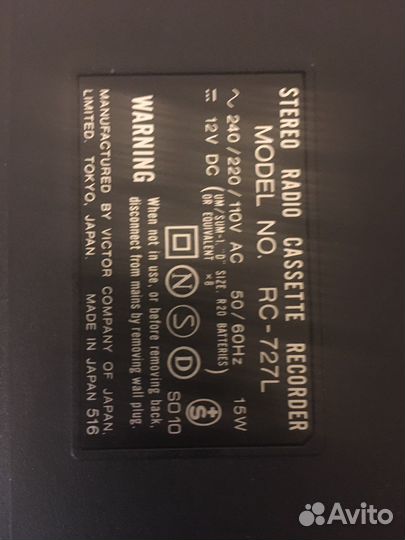 STEREO RADIO CASSETTE RECORDER
MODEL NO. RC-727L
∿ 240/220/110V AC 50/60Hz 15W
⎓ 12V DC (UM/SUM-1, "D" SIZE, R20 BATTERIES OR EQUIVALENT ×8)
N S D +S
SO10
WARNING When not in use, or before removing back,
disconnect from mains by removing wall plug.
MANUFACTURED BY VICTOR COMPANY OF JAPAN,
LIMITED, TOKYO, JAPAN. MADE IN JAPAN 516
Avito